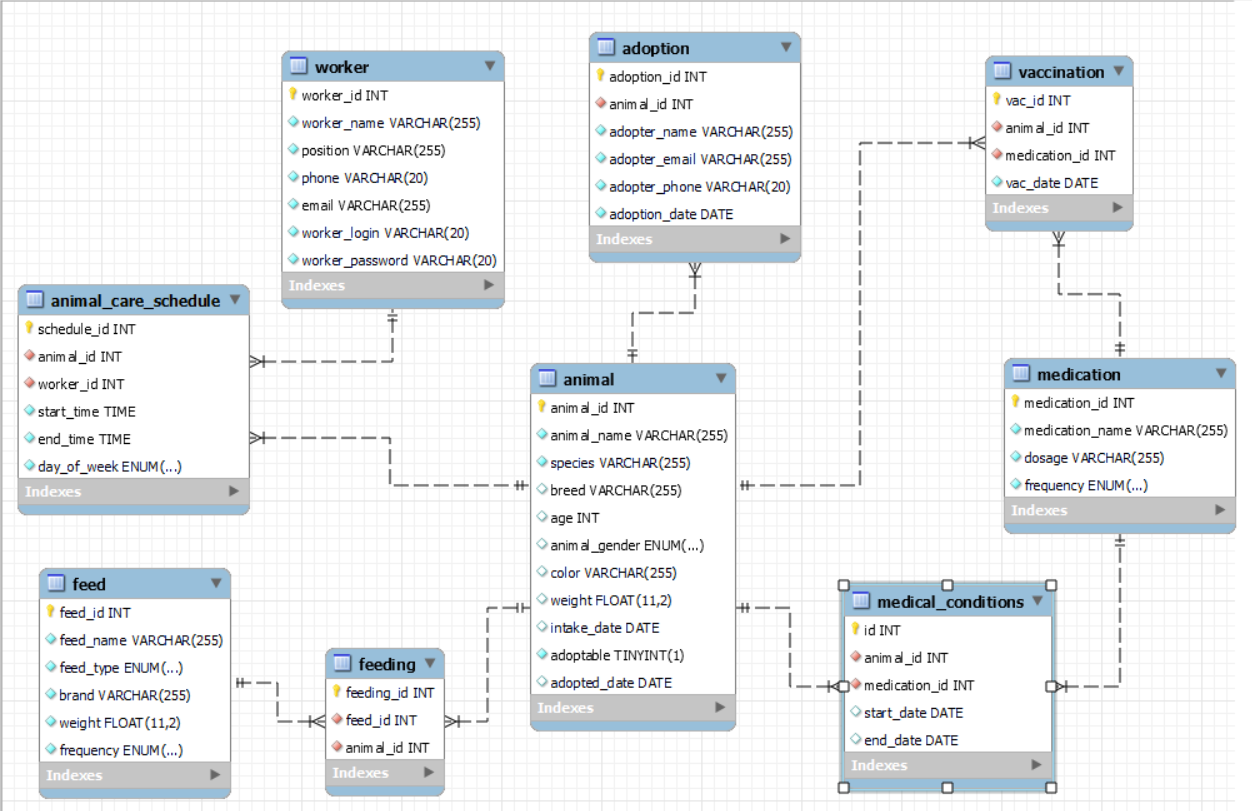 worker
worker_id INT
worker_name VARCHAR(255)
position VARCHAR(255)
phone VARCHAR(20)
email VARCHAR(255)
worker_login VARCHAR(20)
worker_password VARCHAR(20)
Indexes
adoption
adoption_id INT
animal_id INT
adopter_name VARCHAR(255)
adopter_email VARCHAR(255)
adopter_phone VARCHAR(20)
adoption_date DATE
Indexes
vaccination
vac_id INT
animal_id INT
medication_id INT
vac_date DATE
Indexes
animal_care_schedule
schedule_id INT
animal_id INT
worker_id INT
start_time TIME
end_time TIME
day_of_week ENUM(...)
Indexes
animal
animal_id INT
animal_name VARCHAR(255)
species VARCHAR(255)
breed VARCHAR(255)
age INT
animal_gender ENUM(...)
color VARCHAR(255)
weight FLOAT(11,2)
intake_date DATE
adoptable TINYINT(1)
adopted_date DATE
Indexes
medication
medication_id INT
medication_name VARCHAR(255)
dosage VARCHAR(255)
frequency ENUM(...)
Indexes
feed
feed_id INT
feed_name VARCHAR(255)
feed_type ENUM(...)
brand VARCHAR(255)
weight FLOAT(11,2)
frequency ENUM(...)
Indexes
feeding
feeding_id INT
feed_id INT
animal_id INT
Indexes
medical_conditions
id INT
animal_id INT
medication_id INT
start_date DATE
end_date DATE
Indexes